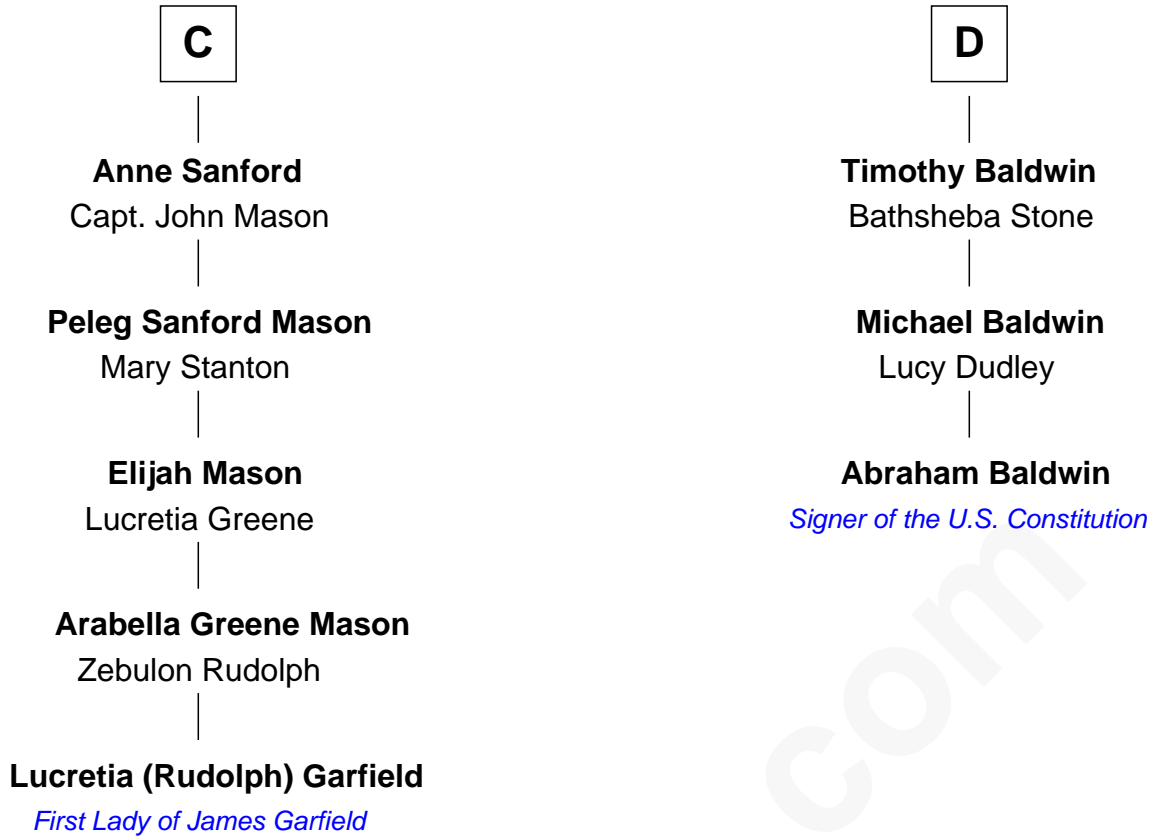 C
Anne Sanford
Capt. John Mason
Peleg Sanford Mason
Mary Stanton
Elijah Mason
Lucretia Greene
Arabella Greene Mason
Zebulon Rudolph
Lucretia (Rudolph) Garfield
First Lady of James Garfield
D
Timothy Baldwin
Bathsheba Stone
Michael Baldwin
Lucy Dudley
Abraham Baldwin
Signer of the U.S. Constitution
com